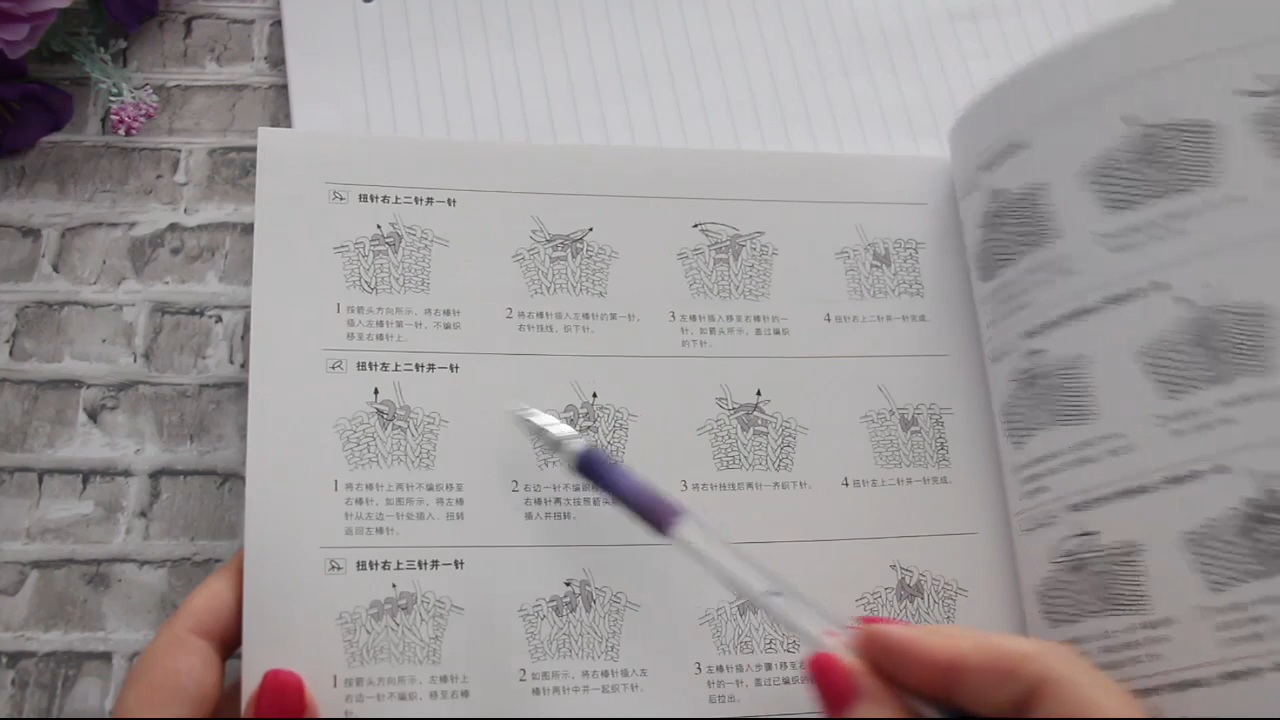 扭针右上二针并一针
1 按箭头方向所示，将右棒针
插入左棒针第一针，不编织
移至右棒针上。
2 将右棒针插入左棒针的第一针，
右针挂线，织下针。
3 左棒针插入移至右棒针的一
针，如箭头所示，盖过编织
的下针。
4 扭针右上二针并一针完成。
扭针左上二针并一针
1 将右棒针上两针不编织移至
右棒针，如图所示，将左棒
针从左边一针处插入、扭转
返回左棒针。
2 右边一针不编织
右棒针再次按照箭头
插入并扭转。
3 将右针挂线后两针一齐织下针。
4 扭针左上二针并一针完成。
扭针右上三针并一针
1 按箭头方向所示，左棒针上
右边一针不编织，移至右棒
针。
2 如图所示，将右棒针插入左
棒针两针中并一起织下针。
3 左棒针插入步骤1移至右
针的一针，盖过已编织的
后拉出。